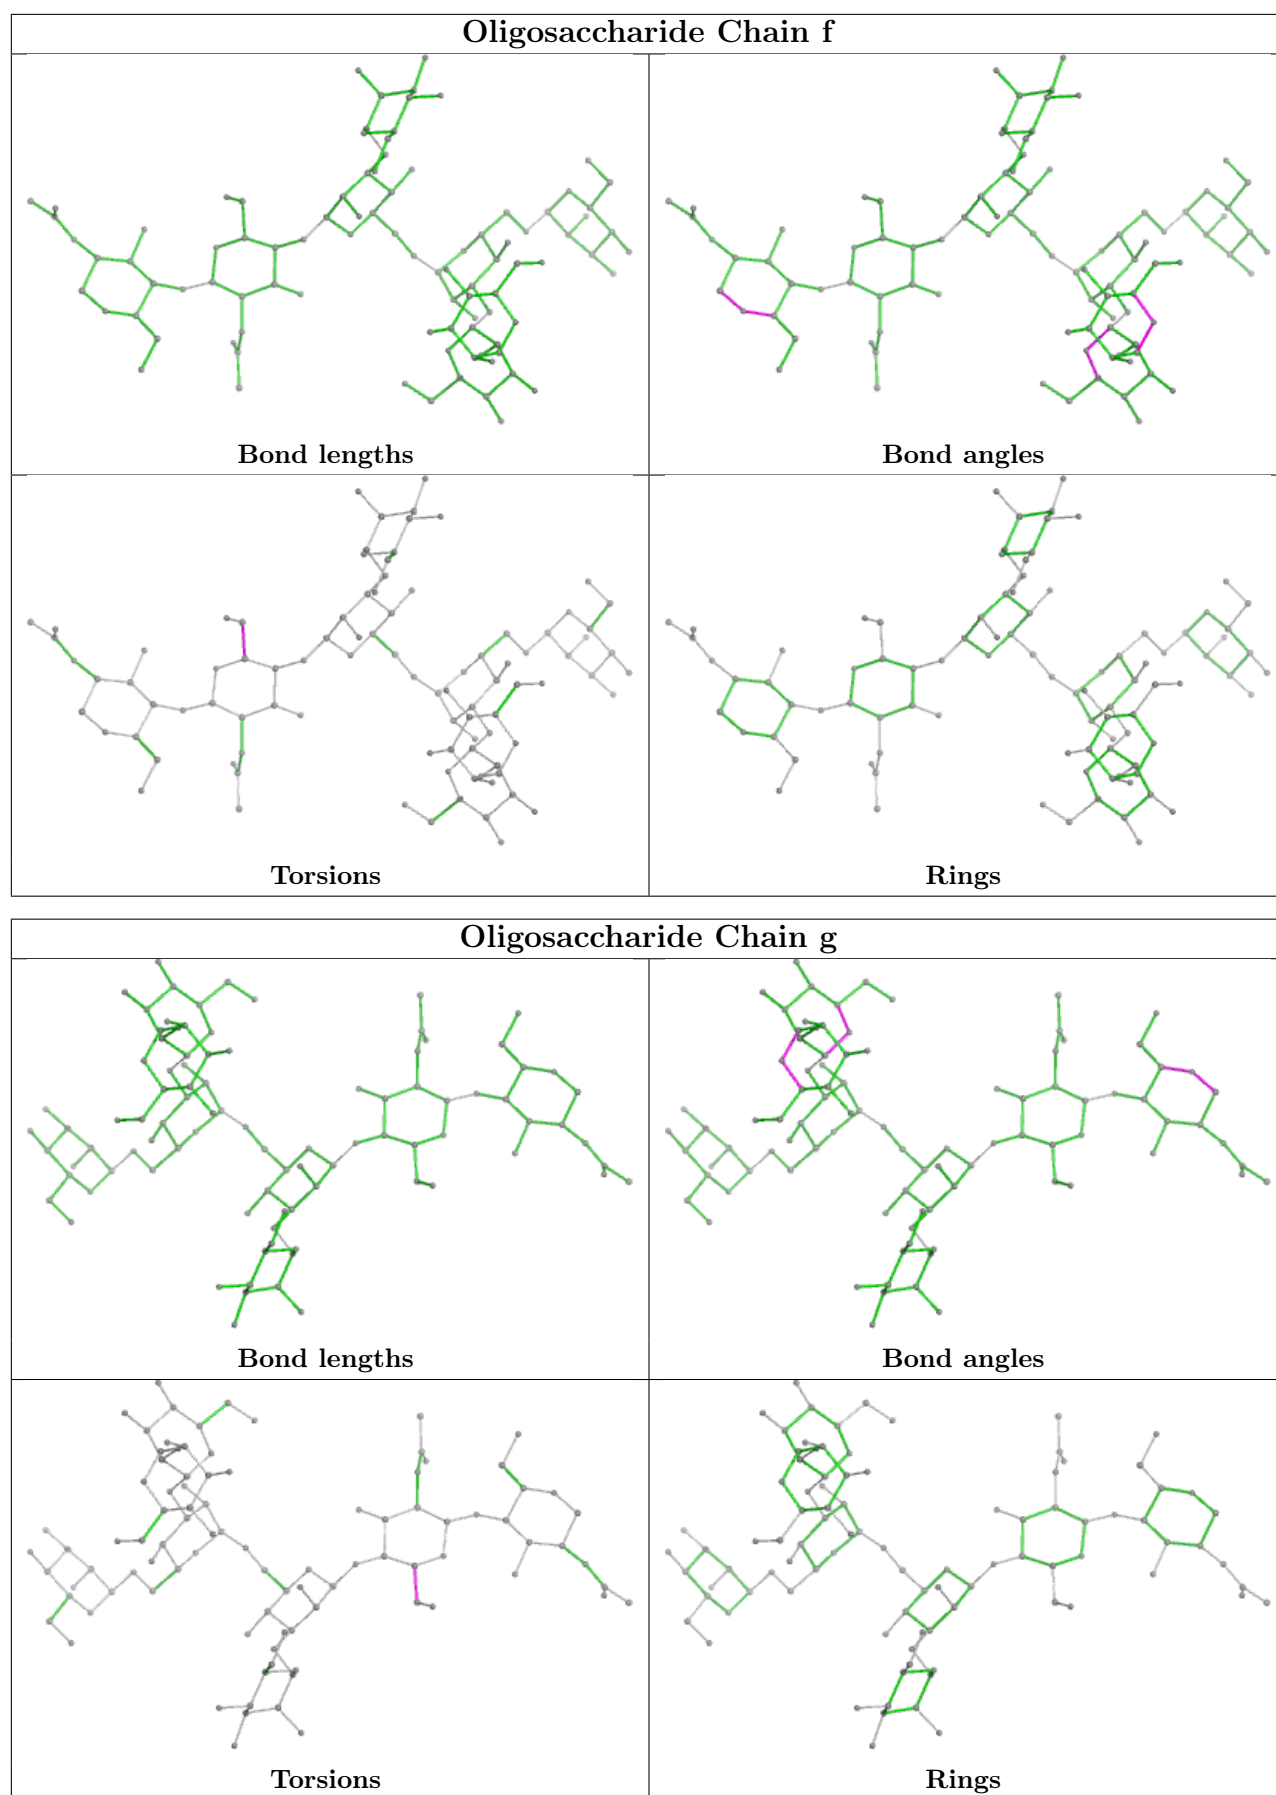 Oligosaccharide Chain f
Bond lengths
Bond angles
Torsions
Rings
Oligosaccharide Chain g
Bond lengths
Bond angles
Torsions
Rings